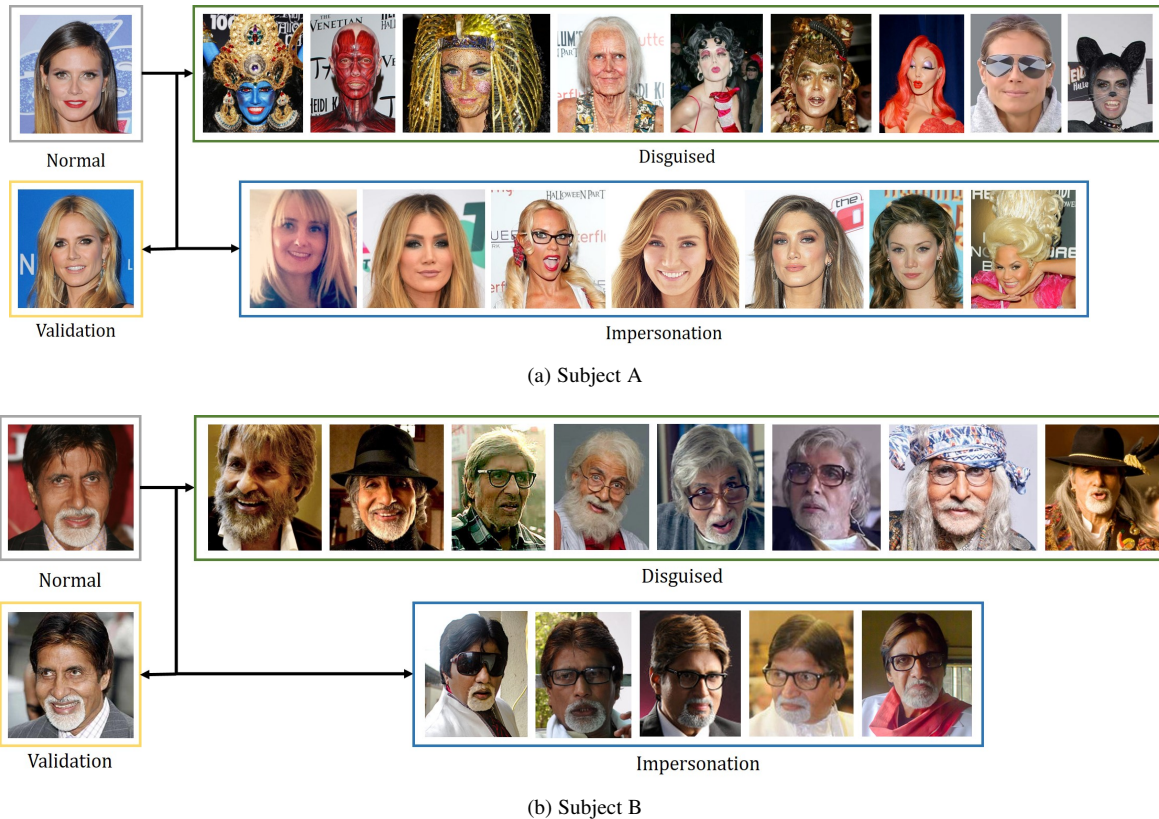 Normal
Disguised
Validation
Impersonation
(a) Subject A
Normal
Disguised
Validation
Impersonation
(b) Subject B